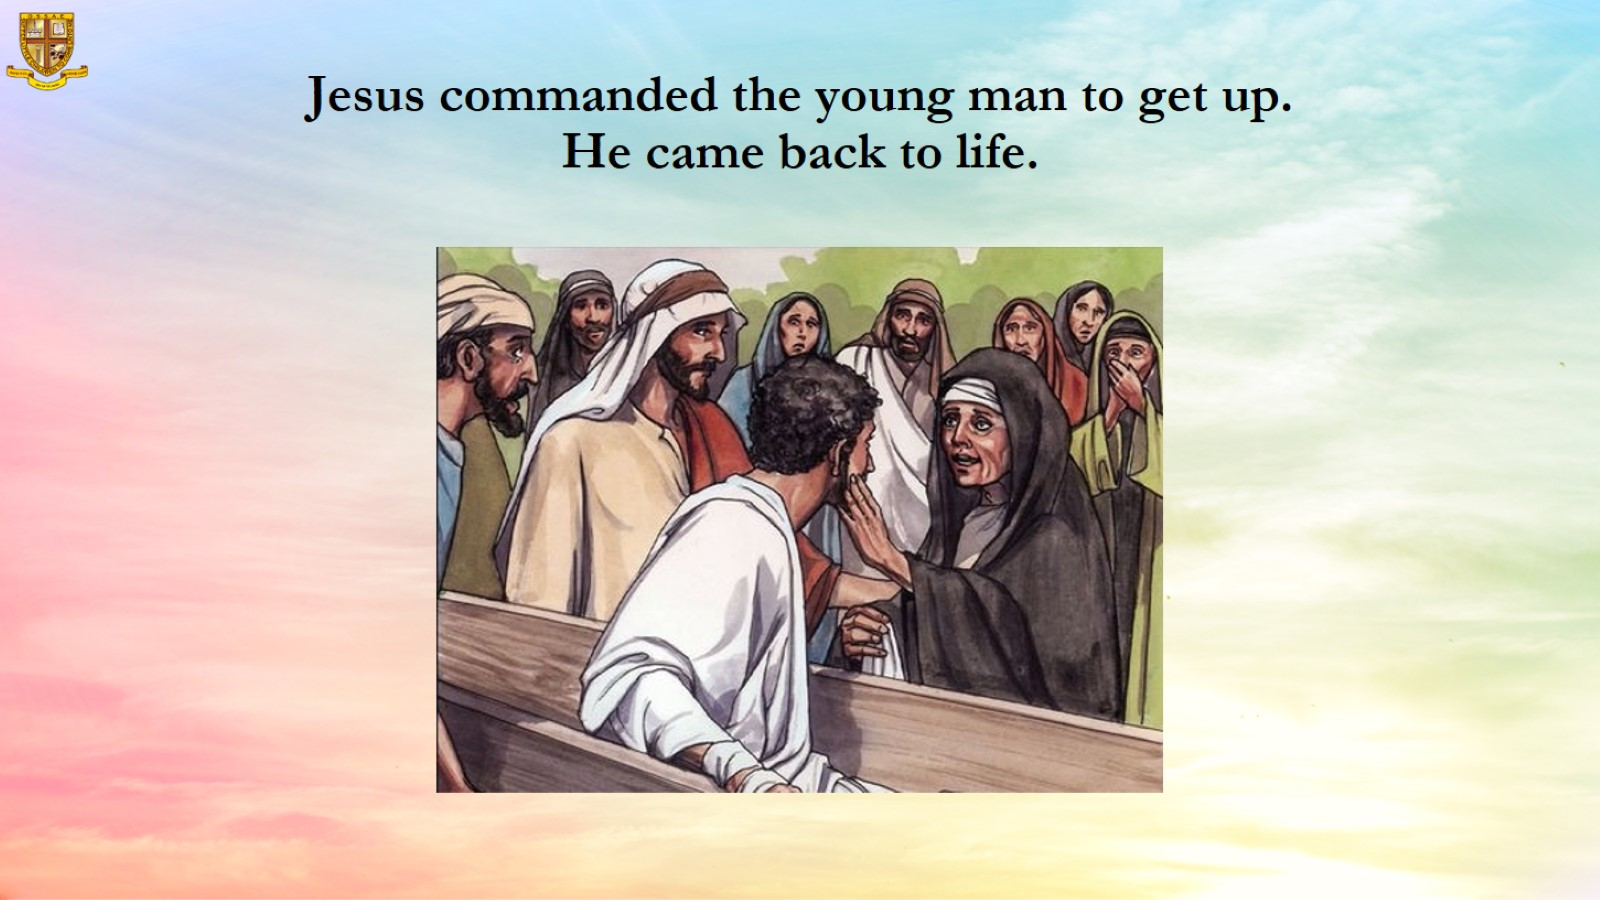 Jesus commanded the young man to get up.
He came back to life.